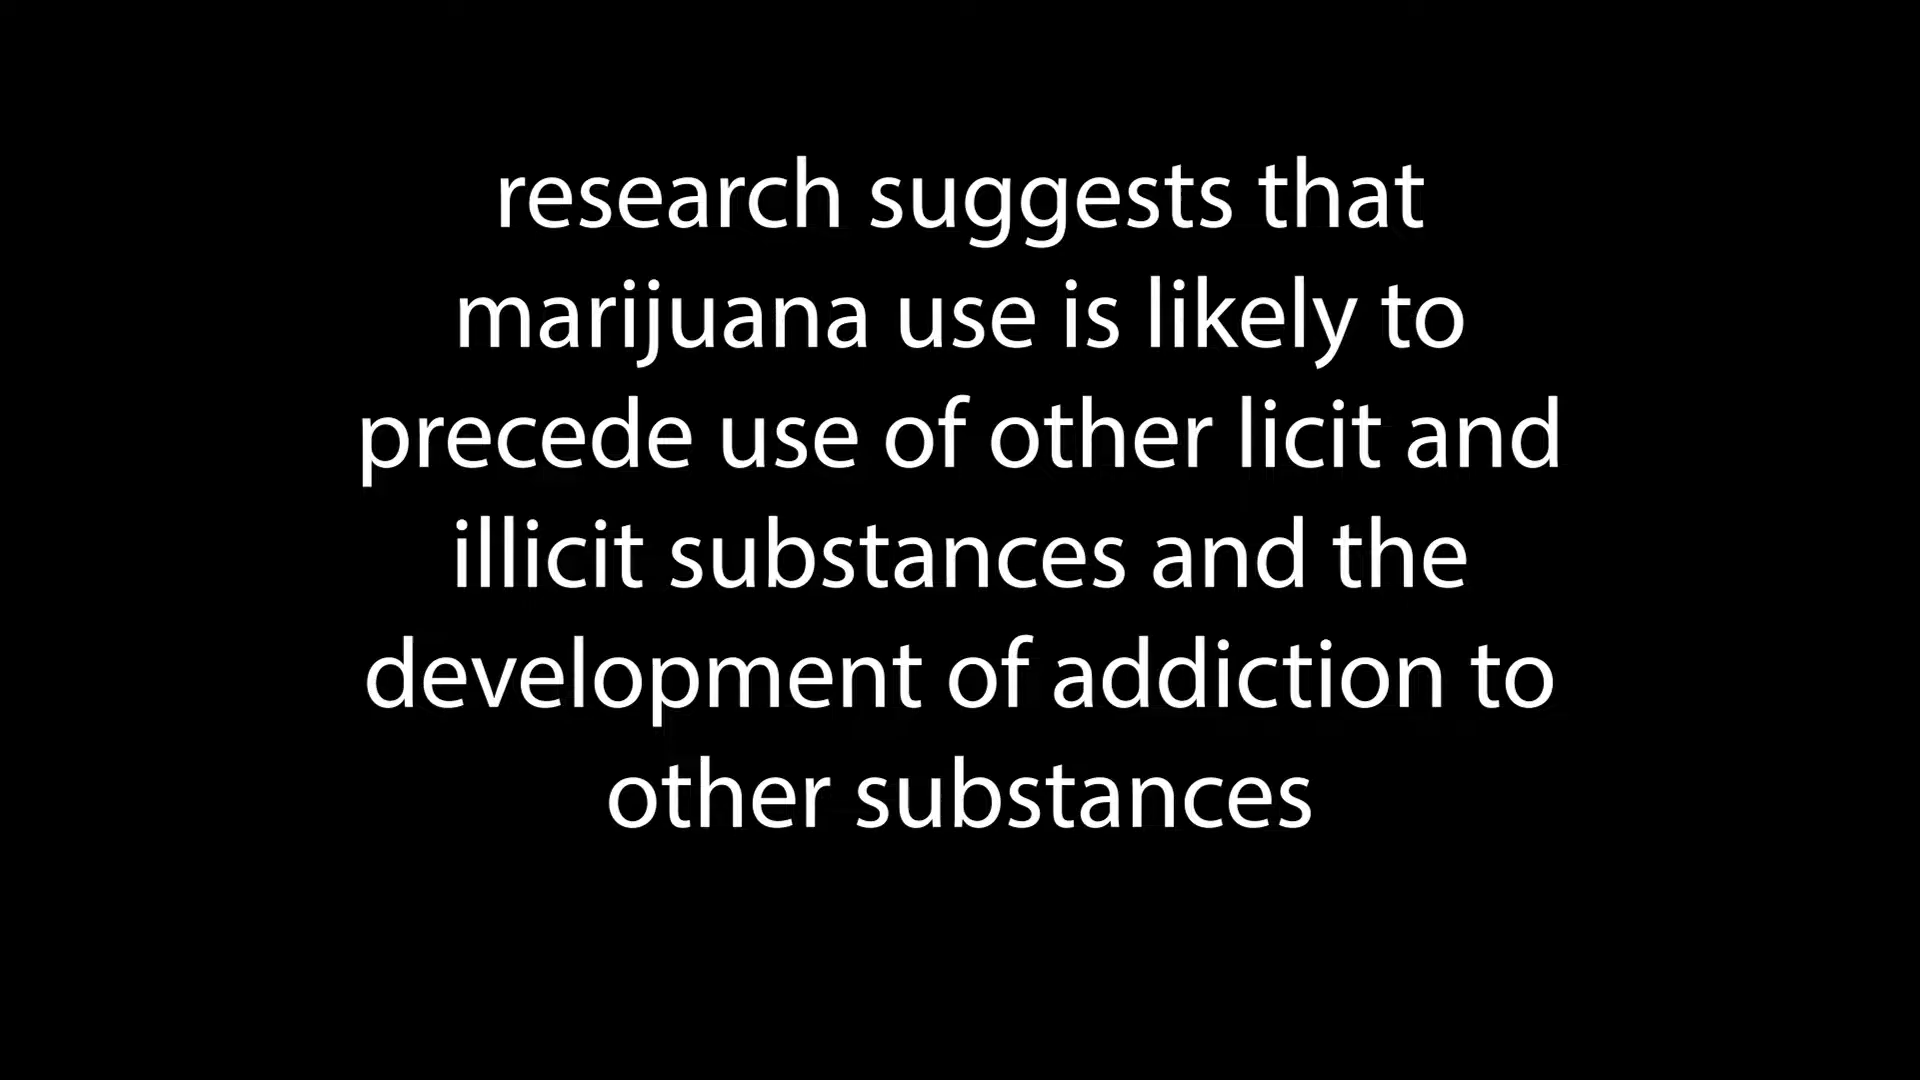 research suggests that
marijuana use is likely to
precede use of other licit and
illicit substances and the
development of addiction to
other substances